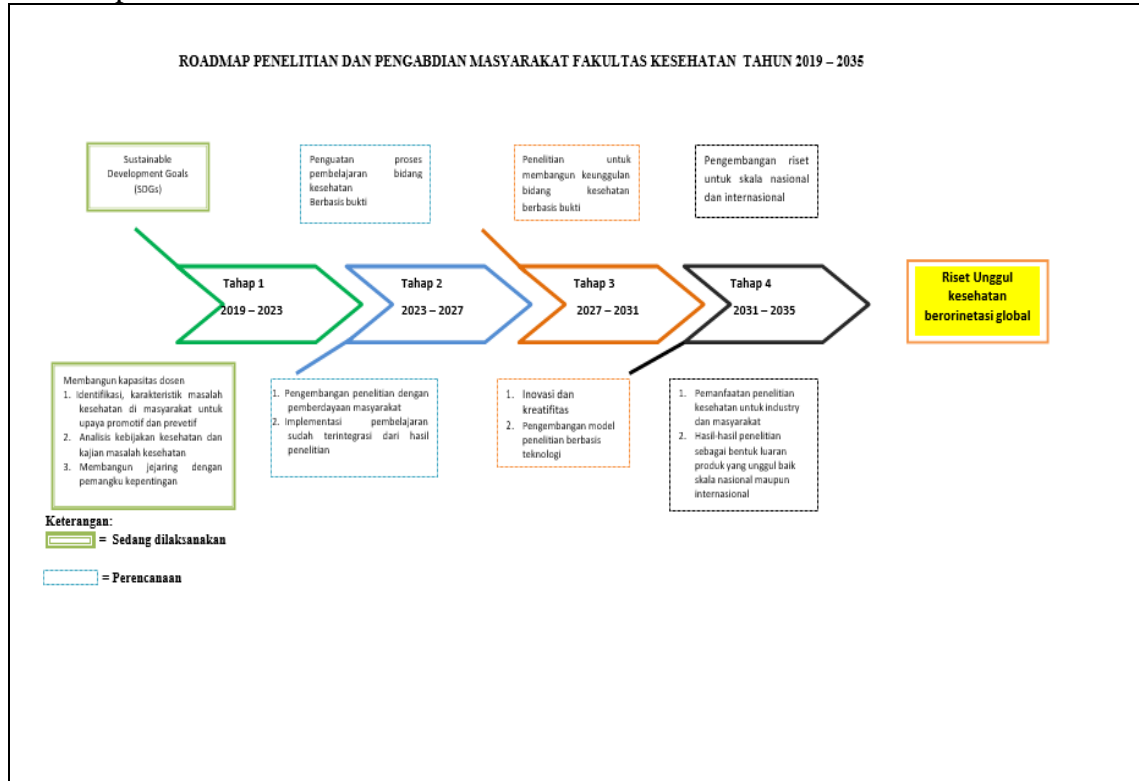 ROADMAP PENELITIAN DAN PENGABDIAN MASYARAKAT FAKULTAS KESEHATAN TAHUN 2019 – 2035
Sustainable
Development Goals
(SDGs)
Penguatan proses
pembelajaran bidang
kesehatan
Berbasis bukti
Penelitian untuk
membangun keunggulan
bidang kesehatan
berbasis bukti
Pengembangan riset
untuk skala nasional
dan internasional
Tahap 1
2019 – 2023
Tahap 2
2023 – 2027
Tahap 3
2027 – 2031
Tahap 4
2031 – 2035
Riset Unggul
kesehatan
berorinetasi global
Membangun kapasitas dosen
1. Identifikasi, karakteristik masalah
kesehatan di masyarakat untuk
upaya promotif dan prevetif
2. Analisis kebijakan kesehatan dan
kajian masalah kesehatan
3. Membangun jejaring dengan
pemangku kepentingan
1. Pengembangan penelitian dengan
pemberdayaan masyarakat
2. Implementasi pembelajaran
sudah terintegrasi dari hasil
penelitian
1. Inovasi dan
kreatifitas
2. Pengembangan model
penelitian berbasis
teknologi
1. Pemanfaatan penelitian
kesehatan untuk industry
dan masyarakat
2. Hasil-hasil penelitian
sebagai bentuk luaran
produk yang unggul baik
skala nasional maupun
internasional
Keterangan:
= Sedang dilaksanakan
= Perencanaan